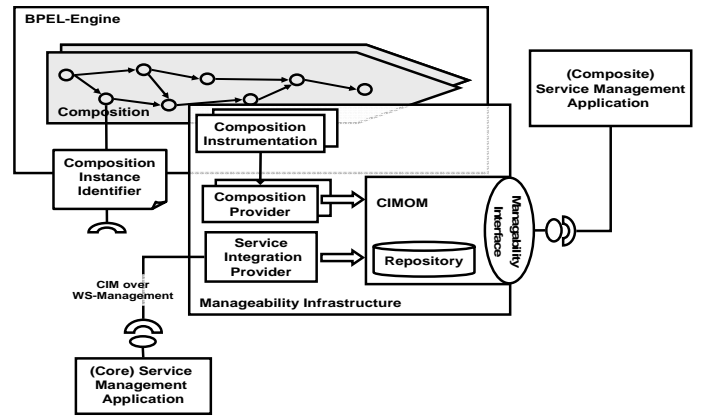 BPEL-Engine
Composition
Composition
Instrumentation
(Composite)
Service Management
Application
Composition
Instance
Identifier
Composition
Provider
CIMOM
Managability
Interface
Service
Integration
Provider
Repository
CIM over
WS-Management
Manageability Infrastructure
(Core) Service
Management
Application